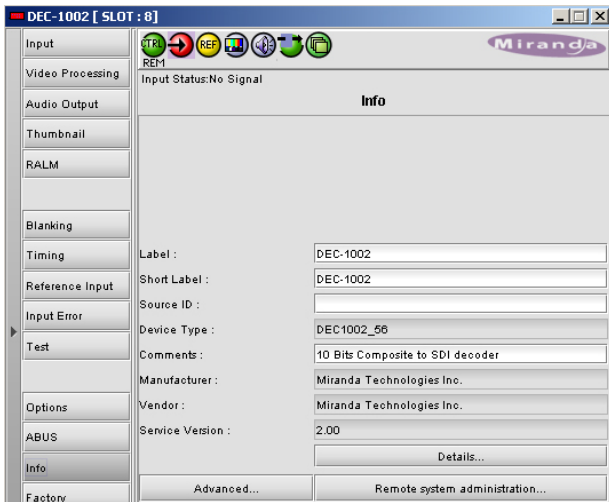 DEC-1002 [ SLOT : 8]
Input
Video Processing
Audio Output
Thumbnail
RALM
Blanking
Timing
Reference Input
Input Error
Test
Options
ABUS
Info
Factory
CTRL
REF
REM
Miranda
Input Status:No Signal
Info
Label : DEC-1002
Short Label : DEC-1002
Source ID :
Device Type : DEC1002_56
Comments : 10 Bits Composite to SDI decoder
Manufacturer : Miranda Technologies Inc.
Vendor : Miranda Technologies Inc.
Service Version : 2.00
Details...
Advanced... Remote system administration...